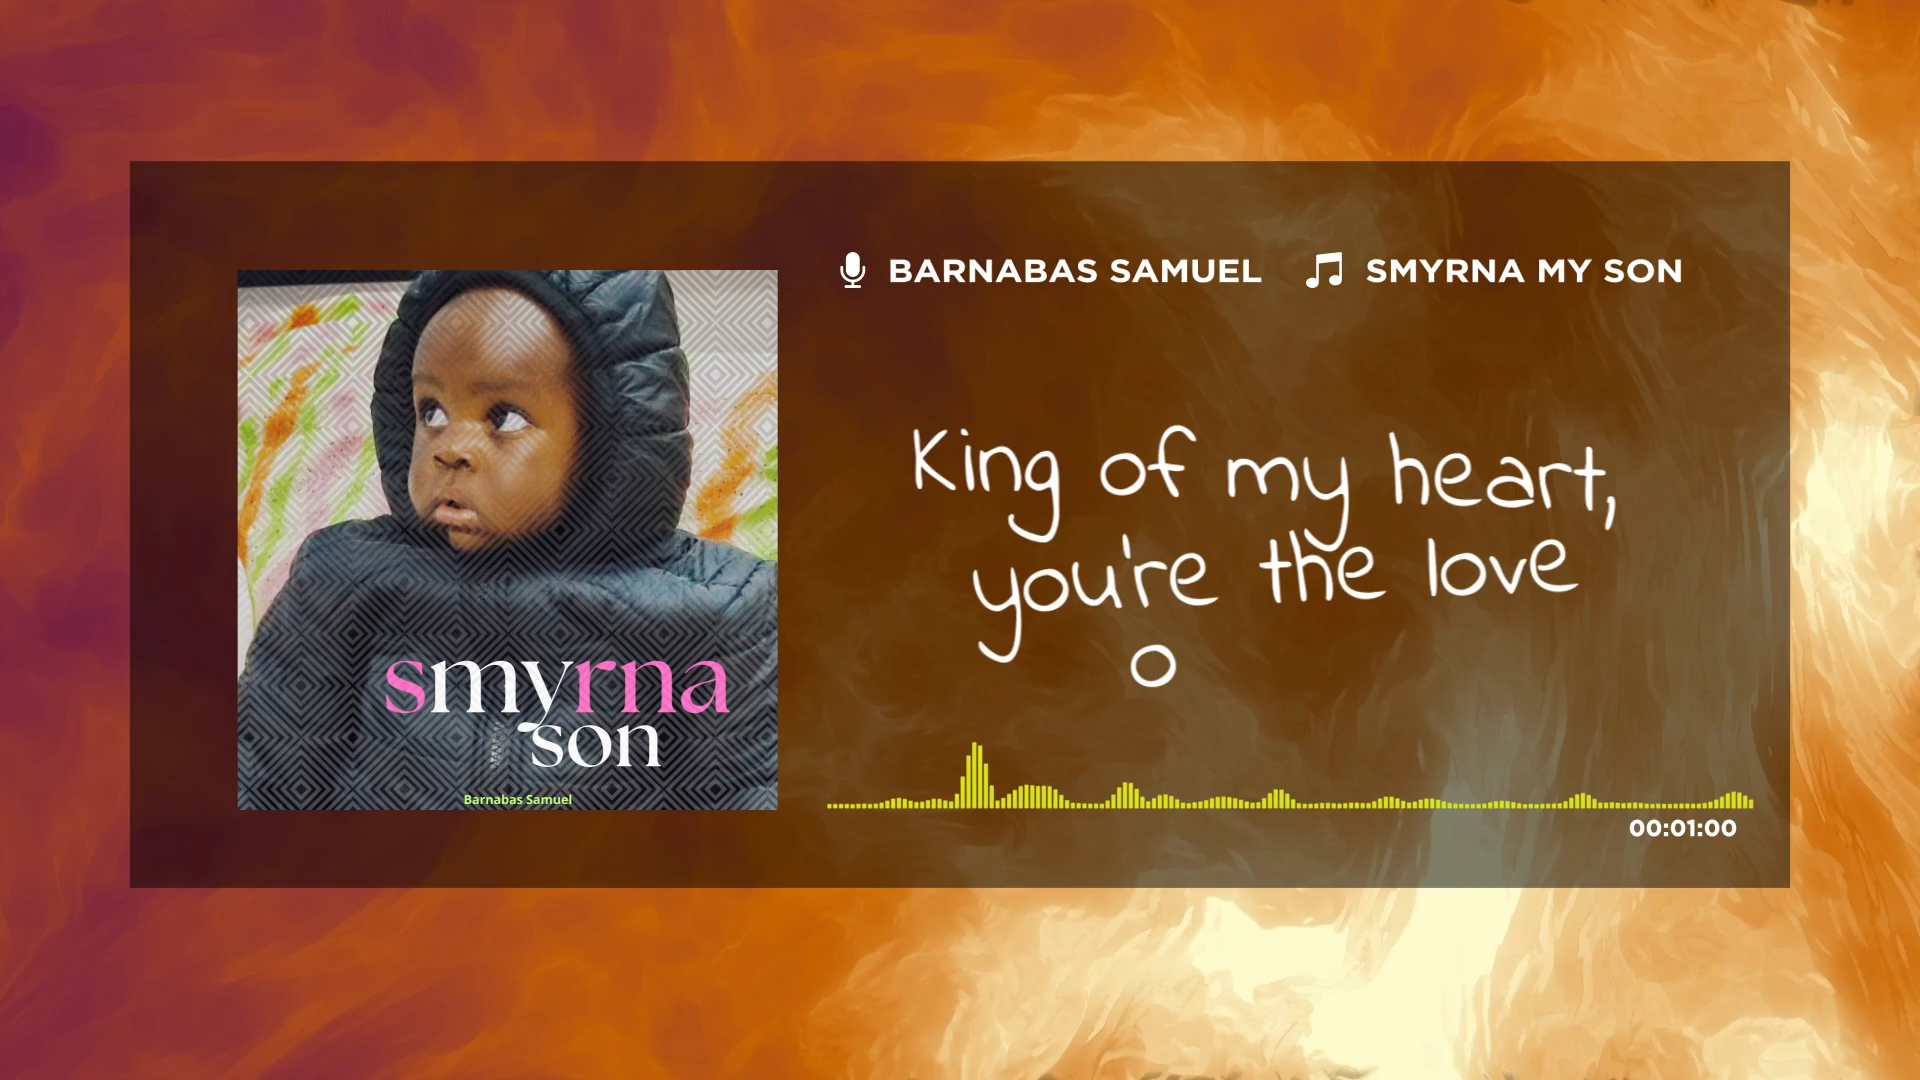 BARNABAS SAMUEL
SMYRNA MY SON
King of my heart,
you're the love
o
smyrna
son
Barnabas Samuel
00:01:00